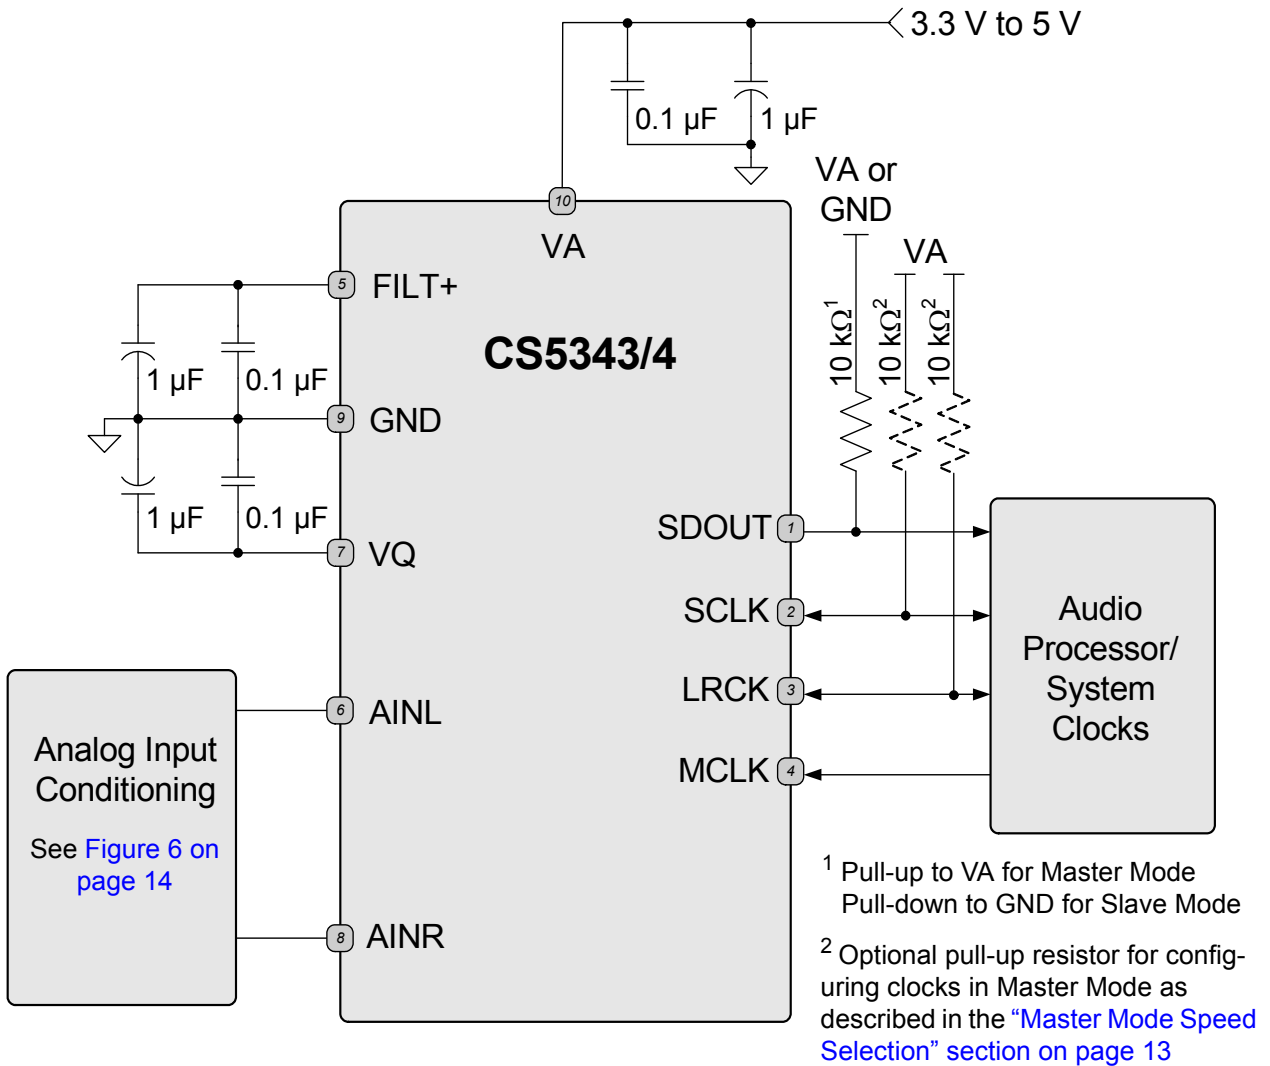 3.3 V to 5 V
0.1 µF
1 µF
VA or
GND
VA
10
VA
5
FILT+
CS5343/4
10 kΩ1
10 kΩ2
10 kΩ2
1 µF
0.1 µF
9
GND
1 µF
0.1 µF
7
VQ
SDOUT
1
SCLK
2
LRCK
3
MCLK
4
Audio
Processor/
System
Clocks
6
AINL
Analog Input
Conditioning
See Figure 6 on
page 14
8
AINR
1 Pull-up to VA for Master Mode
Pull-down to GND for Slave Mode
2 Optional pull-up resistor for config-
uring clocks in Master Mode as
described in the “Master Mode Speed
Selection” section on page 13